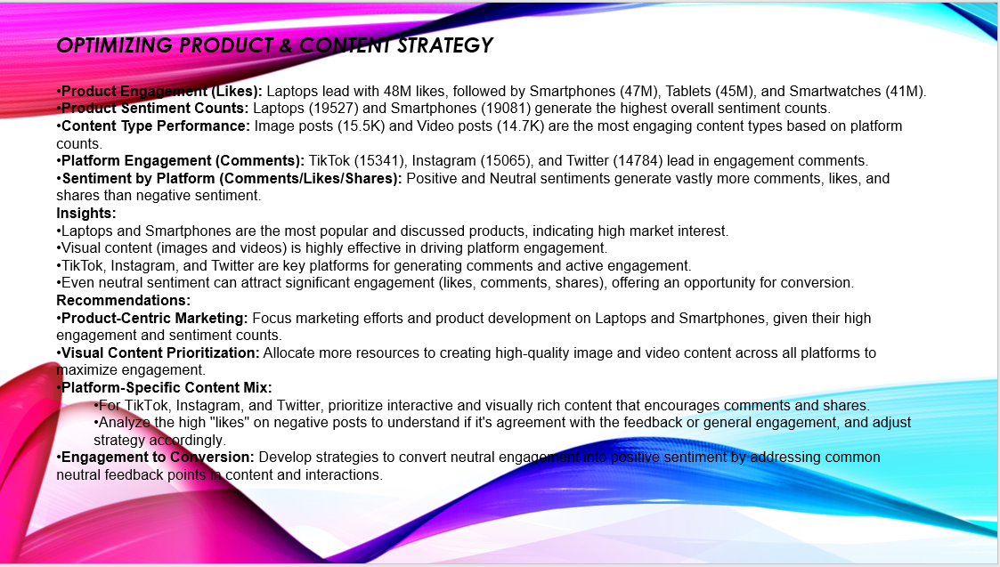 OPTIMIZING PRODUCT & CONTENT STRATEGY
•Product Engagement (Likes): Laptops lead with 48M likes, followed by Smartphones (47M), Tablets (45M), and Smartwatches (41M).
•Product Sentiment Counts: Laptops (19527) and Smartphones (19081) generate the highest overall sentiment counts.
•Content Type Performance: Image posts (15.5K) and Video posts (14.7K) are the most engaging content types based on platform
counts.
•Platform Engagement (Comments): TikTok (15341), Instagram (15065), and Twitter (14784) lead in engagement comments.
•Sentiment by Platform (Comments/Likes/Shares): Positive and Neutral sentiments generate vastly more comments, likes, and
shares than negative sentiment.
Insights:
•Laptops and Smartphones are the most popular and discussed products, indicating high market interest.
•Visual content (images and videos) is highly effective in driving platform engagement.
•TikTok, Instagram, and Twitter are key platforms for generating comments and active engagement.
•Even neutral sentiment can attract significant engagement (likes, comments, shares), offering an opportunity for conversion.
Recommendations:
•Product-Centric Marketing: Focus marketing efforts and product development on Laptops and Smartphones, given their high
engagement and sentiment counts.
•Visual Content Prioritization: Allocate more resources to creating high-quality image and video content across all platforms to
maximize engagement.
•Platform-Specific Content Mix:
•For TikTok, Instagram, and Twitter, prioritize interactive and visually rich content that encourages comments and shares.
•Analyze the high "likes" on negative posts to understand if it's agreement with the feedback or general engagement, and adjust
strategy accordingly.
•Engagement to Conversion: Develop strategies to convert neutral engagement into positive sentiment by addressing common
neutral feedback points in content and interactions.